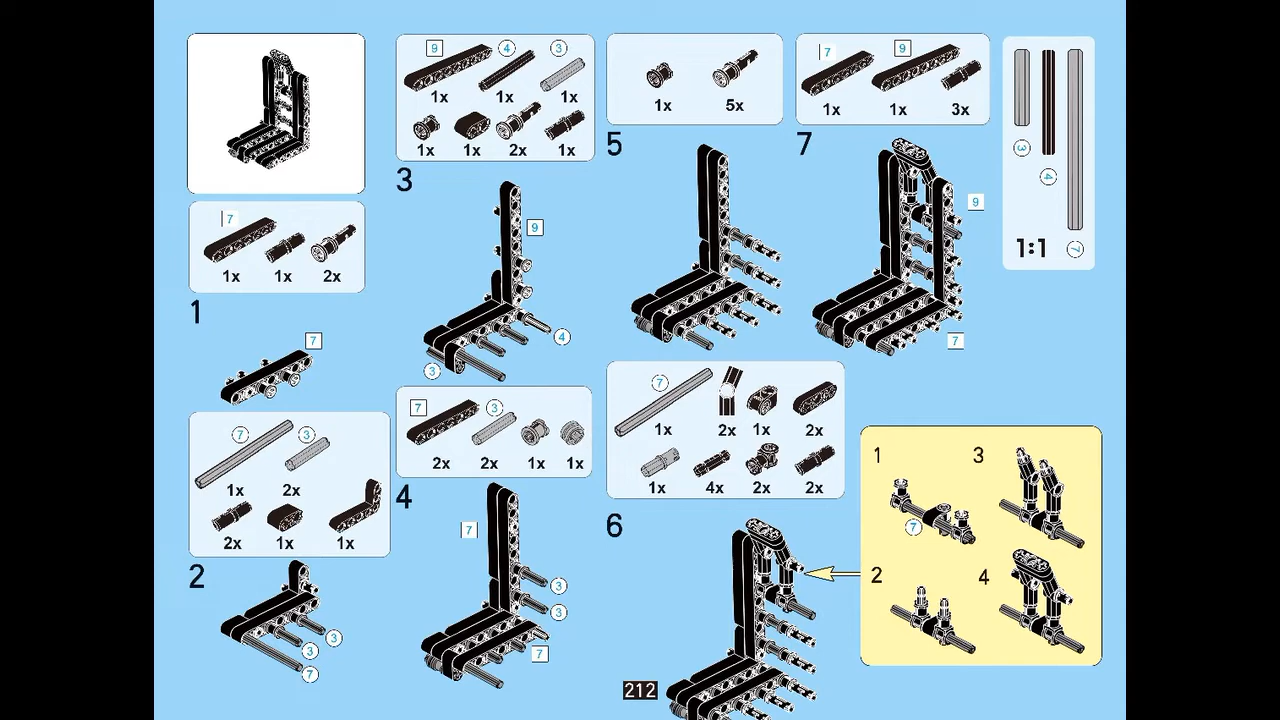 7
1x 1x 2x
1
7
7 3
1x 2x
2x 1x 1x
2
3
3
7
9 4 3
1x 1x 1x
1x 1x 2x 1x
3
9
4
3
7 3
2x 2x 1x 1x
4
7
3
3
7
1x 5x
5
7
1x 2x 1x 2x
1x 4x 2x 2x
6
1 3
7
2 4
7 9
1x 1x 3x
7
9
7
3
4
1:1 7
212